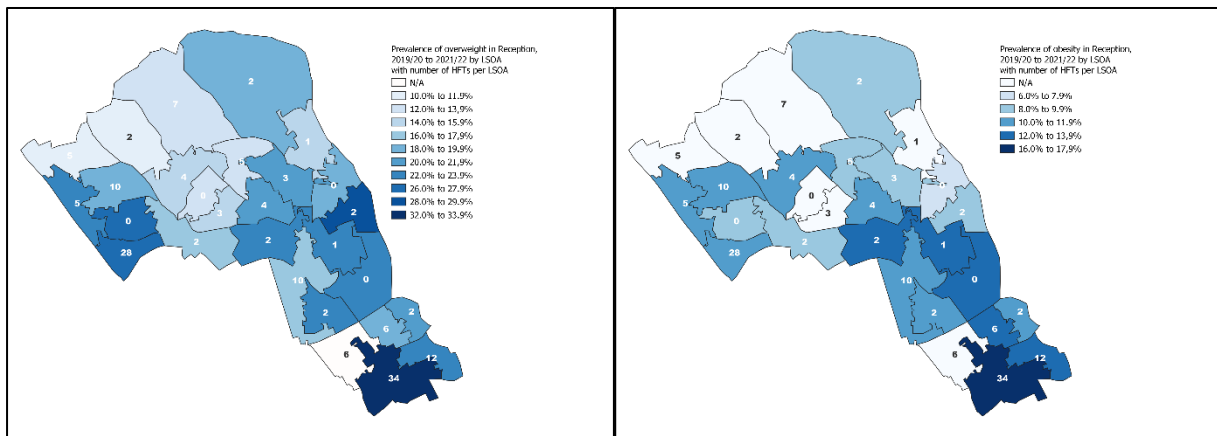 Prevalence of overweight in Reception,
2019/20 to 2021/22 by LSOA
with number of HFTs per LSOA
N/A
10.0% to 11.9%
12.0% to 13,9%
14.0% to 15.9%
16.0% to 17,9%
18.0% to 19.9%
20.0% to 21,9%
22.0% to 23.9%
26.0% to 27.9%
28.0% to 29.9%
32.0% to 33.9%
2
7
2
1
5
4
3
10
0
0
5
3
4
2
0
2
2
1
28
10
0
2
2
6
6
12
34
Prevalence of obesity in Reception,
2019/20 to 2021/22 by LSOA
with number of HFTs per LSOA
N/A
6.0% to 7.9%
8.0% to 9.9%
10.0% to 11.9%
12.0% to 13,9%
16.0% to 17,9%
2
7
2
1
5
4
3
10
0
0
5
3
4
2
0
2
2
1
28
10
0
2
2
6
6
12
34